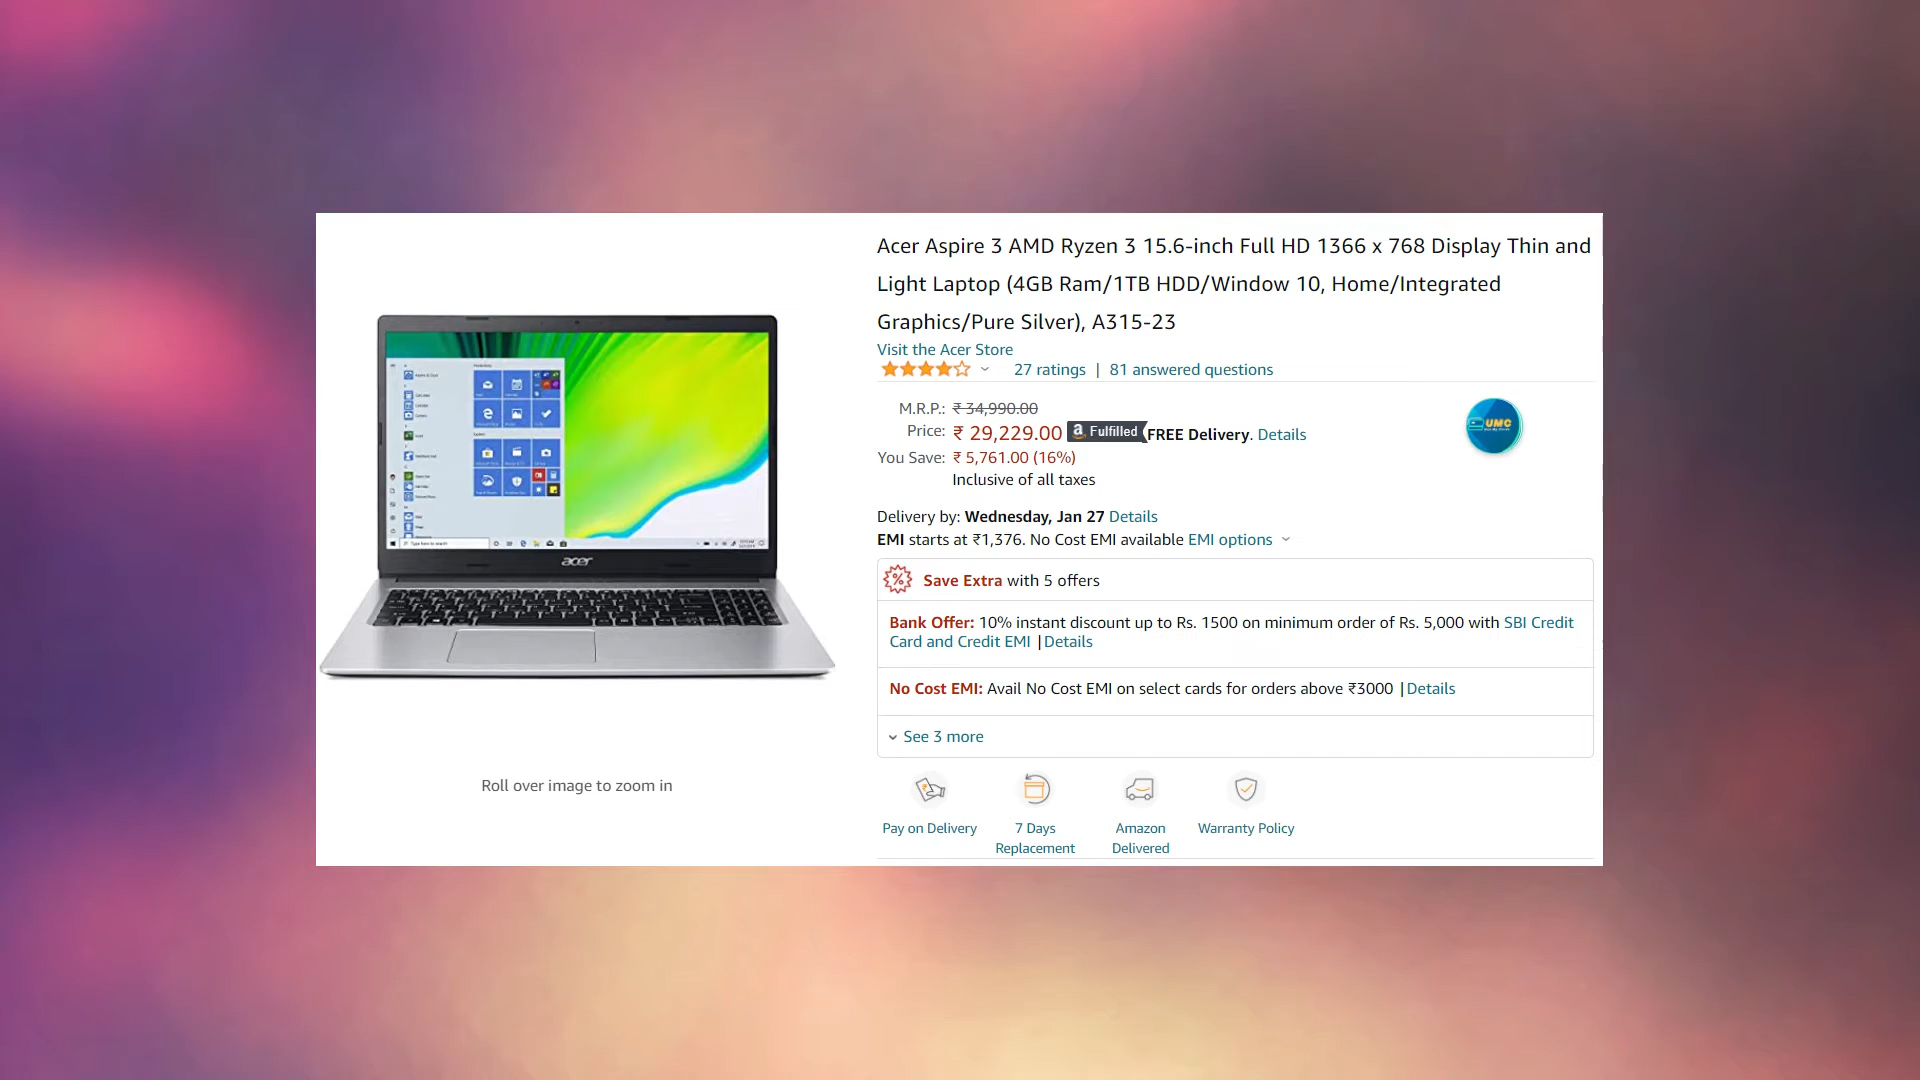 Acer Aspire 3 AMD Ryzen 3 15.6-inch Full HD 1366 x 768 Display Thin and
Light Laptop (4GB Ram/1TB HDD/Window 10, Home/Integrated
Graphics/Pure Silver), A315-23
Visit the Acer Store
27 ratings | 81 answered questions
M.R.P.: ₹ 34,990.00
Price: ₹ 29,229.00 a Fulfilled FREE Delivery. Details
UMC
You Save: ₹ 5,761.00 (16%)
Inclusive of all taxes
Delivery by: Wednesday, Jan 27 Details
EMI starts at ₹1,376. No Cost EMI available EMI options
Save Extra with 5 offers
Bank Offer: 10% instant discount up to Rs. 1500 on minimum order of Rs. 5,000 with SBI Credit
Card and Credit EMI | Details
No Cost EMI: Avail No Cost EMI on select cards for orders above ₹3000 | Details
See 3 more
Pay on Delivery
7 Days
Replacement
Amazon
Delivered
Warranty Policy
acer
Roll over image to zoom in